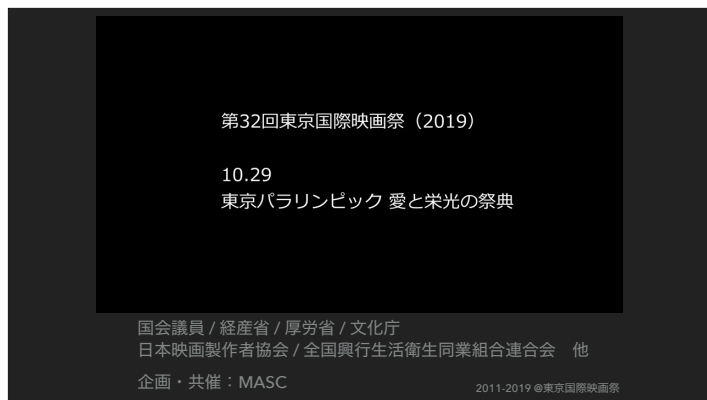 第32回東京国際映画祭（2019）
10.29
東京パラリンピック 愛と栄光の祭典
国会議員 / 経産省 / 厚労省 / 文化庁
日本映画製作者協会 / 全国興行生活衛生同業組合連合会　他
企画・共催：MASC
2011-2019 @東京国際映画祭